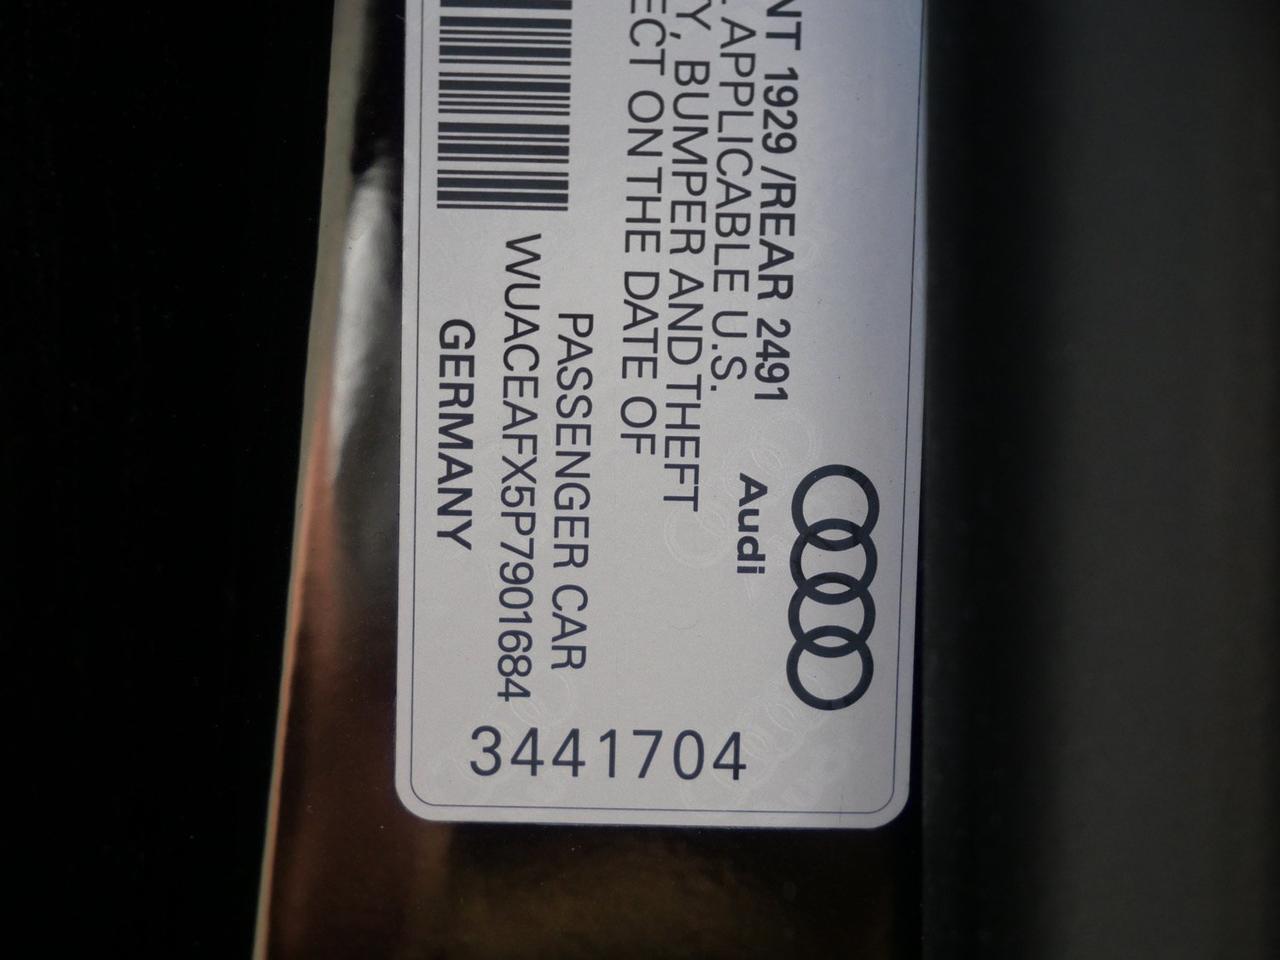 Audi
NT 1929 /REAR 2491
APPLICABLE U.S.
Y, BUMPER AND THEFT
ECT ON THE DATE OF
PASSENGER CAR
WUACEAFX5P7901684
GERMANY
3441704